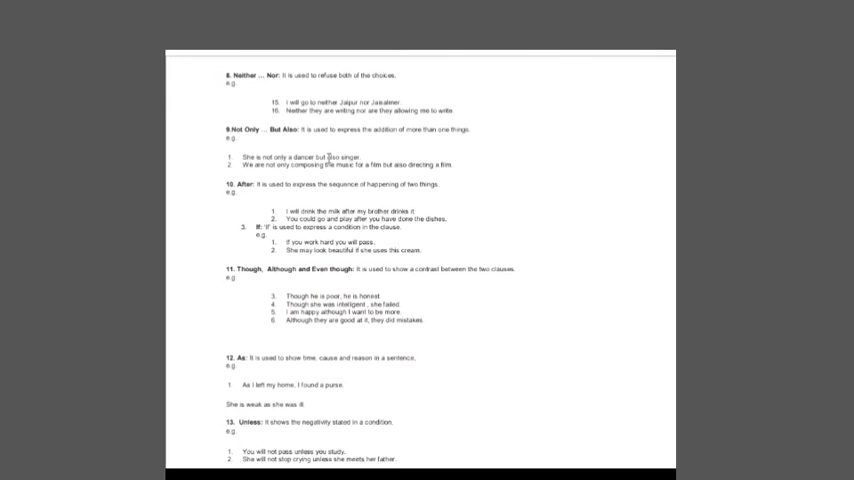 8. Neither ... Nor: It is used to refuse both of the choices.
e.g.
15. I will go to neither Jaipur nor Jaisalmer.
16. Neither they are writing nor are they allowing me to write.
9.Not Only ... But Also: It is used to express the addition of more than one things.
e.g.
1. She is not only a dancer but also singer.
2. We are not only composing the music for a film but also directing a film.
10. After: It is used to express the sequence of happening of two things.
e.g.
1. I will drink the milk after my brother drinks it.
2. You could go and play after you have done the dishes.
3. If: 'If' is used to express a condition in the clause.
e.g.
1. If you work hard you will pass.
2. She may look beautiful if she uses this cream.
11. Though, Although and Even though: It is used to show a contrast between the two clauses.
e.g.
3. Though he is poor, he is honest.
4. Though she was intelligent , she failed.
5. I am happy although I want to be more.
6. Although they are good at it, they did mistakes.
12. As: It is used to show time, cause and reason in a sentence.
e.g.
1. As I left my home, I found a purse.
She is weak as she was ill.
13. Unless: It shows the negativity stated in a condition.
e.g.
1. You will not pass unless you study.
2. She will not stop crying unless she meets her father.